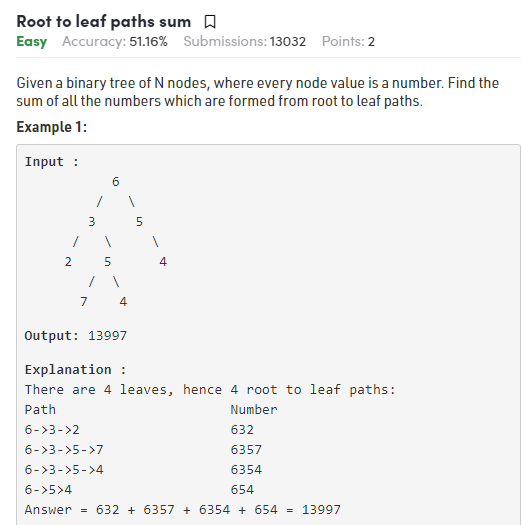 Root to leaf paths sum
Easy Accuracy: 51.16% Submissions: 13032 Points: 2
Given a binary tree of N nodes, where every node value is a number. Find the
sum of all the numbers which are formed from root to leaf paths.
Example 1:
Input :
6
/ \
3 5
/ \ \
2 5 4
/ \
7 4
Output: 13997
Explanation :
There are 4 leaves, hence 4 root to leaf paths:
Path Number
6->3->2 632
6->3->5->7 6357
6->3->5->4 6354
6->5>4 654
Answer = 632 + 6357 + 6354 + 654 = 13997